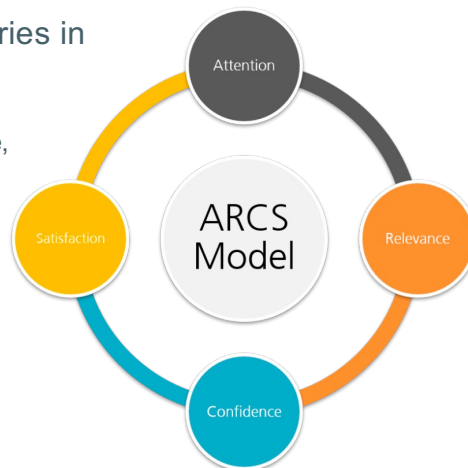 ries in
Attention
e,
ARCS
Model
Satisfaction
Relevance
Confidence